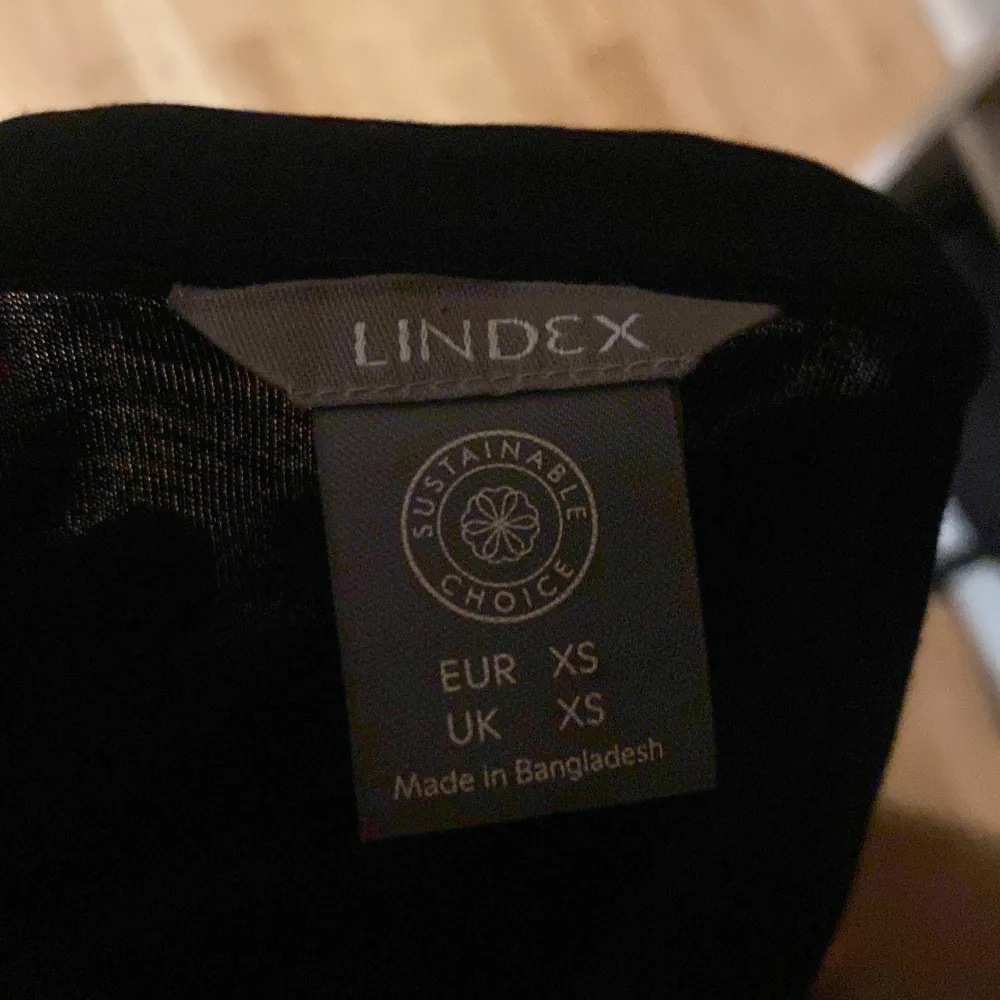 LINDEX
SUSTAINABLE
CHOICE
EUR XS
UK XS
Made in Bangladesh